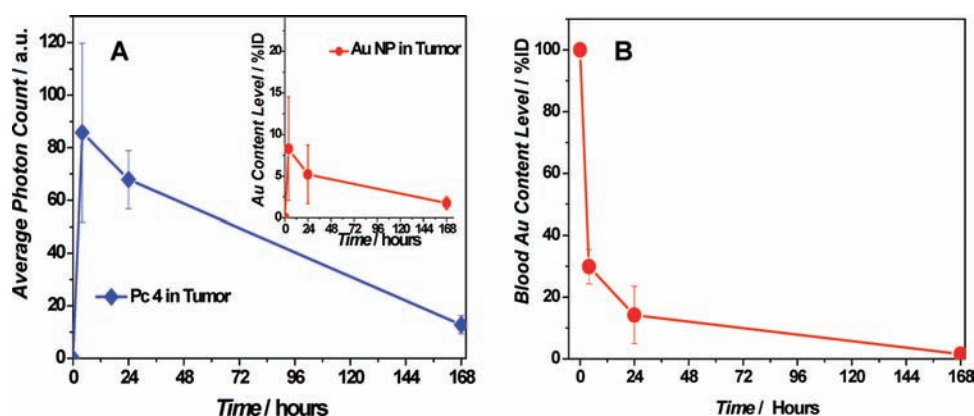 A
Average Photon Count / a.u.
120
100
80
60
40
20
0
Pc 4 in Tumor
0 24 48 72 96 120 144 168
Time / hours
Au NP in Tumor
Au Content Level / %ID
20
15
10
5
0
0 24 48 72 96 120 144 168
Time / hours
B
Blood Au Content Level / %ID
100
80
60
40
20
0
0 24 48 72 96 120 144 168
Time / Hours